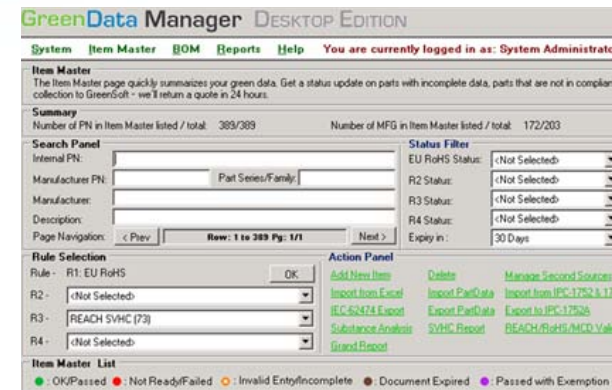 GreenData Manager DESKTOP EDITION
System Item Master BOM Reports Help You are currently logged in as: System Administrato
Item Master
The Item Master page quickly summarizes your green data. Get a status update on parts with incomplete data, parts that are not in complian
collection to GreenSoft - we'll return a quote in 24 hours.
Summary
Number of PN in Item Master listed / total: 389/389 Number of MFG in Item Master listed / total: 172/203
Search Panel Status Filter
Internal PN: EU RoHS Status: <Not Selected>
Manufacturer PN: Part Series/Family: R2 Status: <Not Selected>
Manufacturer: R3 Status: <Not Selected>
Description: R4 Status: <Not Selected>
Page Navigation: < Prev Row: 1 to 389 Pg: 1/1 Next > Expiry in : 30 Days
Rule Selection Action Panel
Rule - R1: EU RoHS OK Add New Item Delete Manage Second Sources
R2 - <Not Selected> Import from Excel Import PartData Import from IPC-1752 & 17
R3 - REACH SVHC (73) IEC-62474 Export Export PartData Export to IPC-1752A
Substance Analysis SVHC Report REACH/RoHS/MCD Vali
R4 - <Not Selected> Grand Report
Item Master List
: OK/Passed : Not Ready/Failed : Invalid Entry/Incomplete : Document Expired : Passed with Exemption